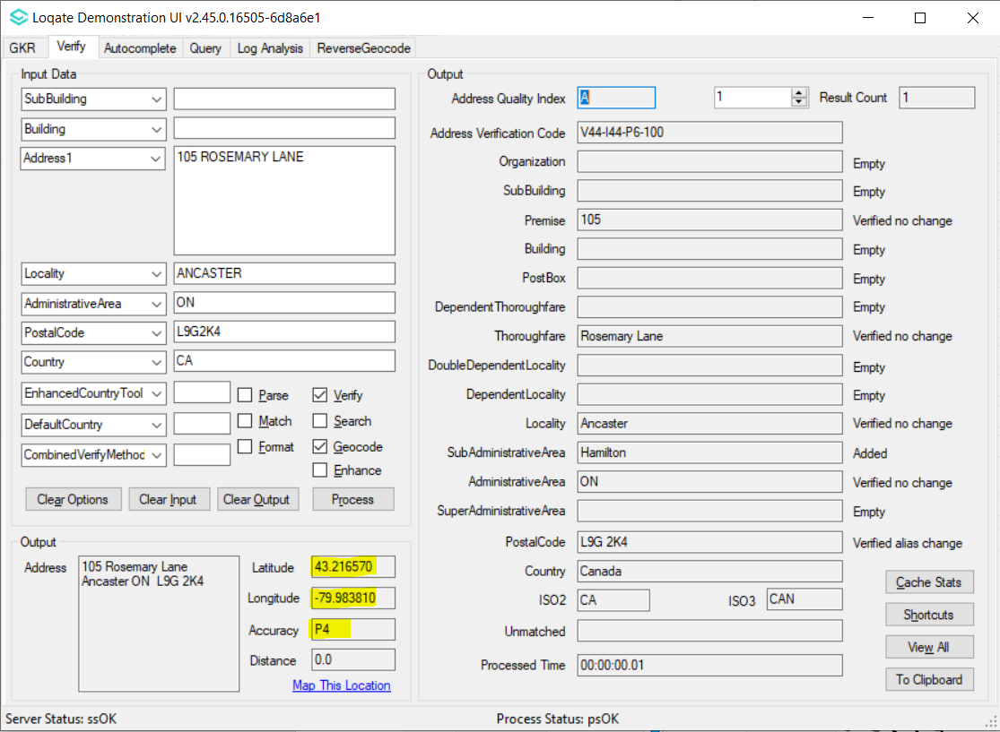 Loqate Demonstration UI v2.45.0.16505-6d8a6e1
GKR Verify Autocomplete Query Log Analysis ReverseGeocode
Input Data
SubBuilding
Building
Address1 105 ROSEMARY LANE
Locality ANCASTER
AdministrativeArea ON
PostalCode L9G2K4
Country CA
EnhancedCountryTool Parse Verify
DefaultCountry Match Search
CombinedVerifyMethod Format Geocode
Enhance
Clear Options Clear Input Clear Output Process
Output
Address 105 Rosemary Lane
Ancaster ON L9G 2K4
Latitude 43.216570
Longitude -79.983810
Accuracy P4
Distance 0.0
Map This Location
Output
Address Quality Index A 1 Result Count 1
Address Verification Code V44-I44-P6-100
Organization Empty
SubBuilding Empty
Premise 105 Verified no change
Building Empty
PostBox Empty
DependentThoroughfare Empty
Thoroughfare Rosemary Lane Verified no change
DoubleDependentLocality Empty
DependentLocality Empty
Locality Ancaster Verified no change
SubAdministrativeArea Hamilton Added
AdministrativeArea ON Verified no change
SuperAdministrativeArea Empty
PostalCode L9G 2K4 Verified alias change
Country Canada
ISO2 CA ISO3 CAN
Unmatched
Processed Time 00:00:00.01
Cache Stats
Shortcuts
View All
To Clipboard
Server Status: ssOK Process Status: psOK